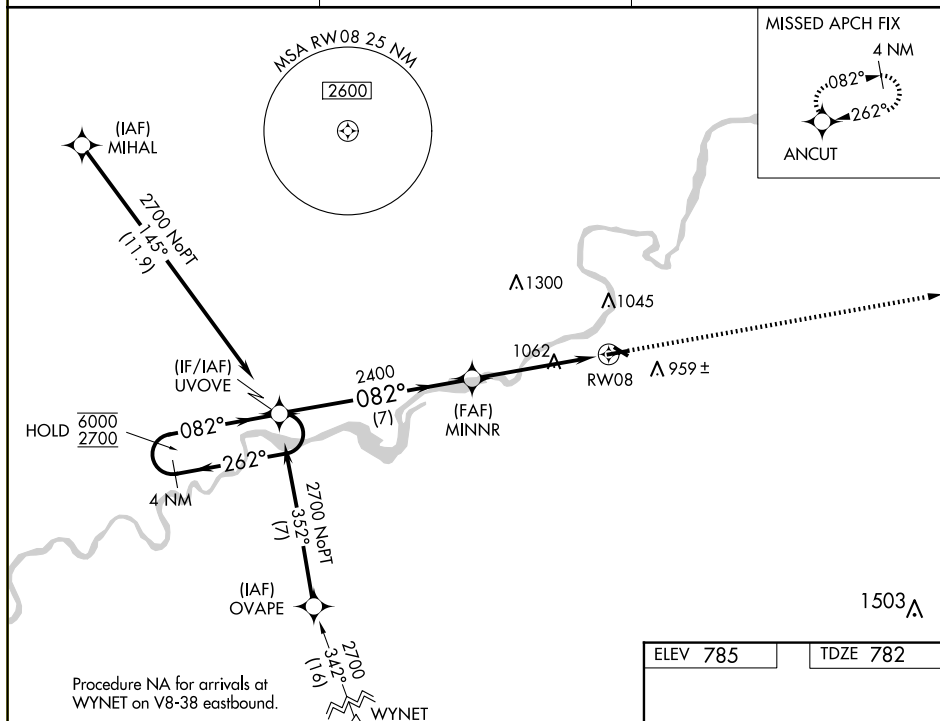 MSA RW08 25 NM
2600
MISSED APCH FIX
4 NM
082°
262°
ANCUT
(IAF)
MIHAL
2700 NoPT
145°
(11.9)
1300
1045
(IF/IAF)
UVOVE
1062
RW08
959 ±
2400
082°
(7)
(FAF)
MINNR
HOLD 6000
2700
082°
262°
4 NM
2700 NoPT
352°
(7)
(IAF)
OVAPE
1503
2700
342°
(16)
WYNET
Procedure NA for arrivals at
WYNET on V8-38 eastbound.
ELEV 785
TDZE 782